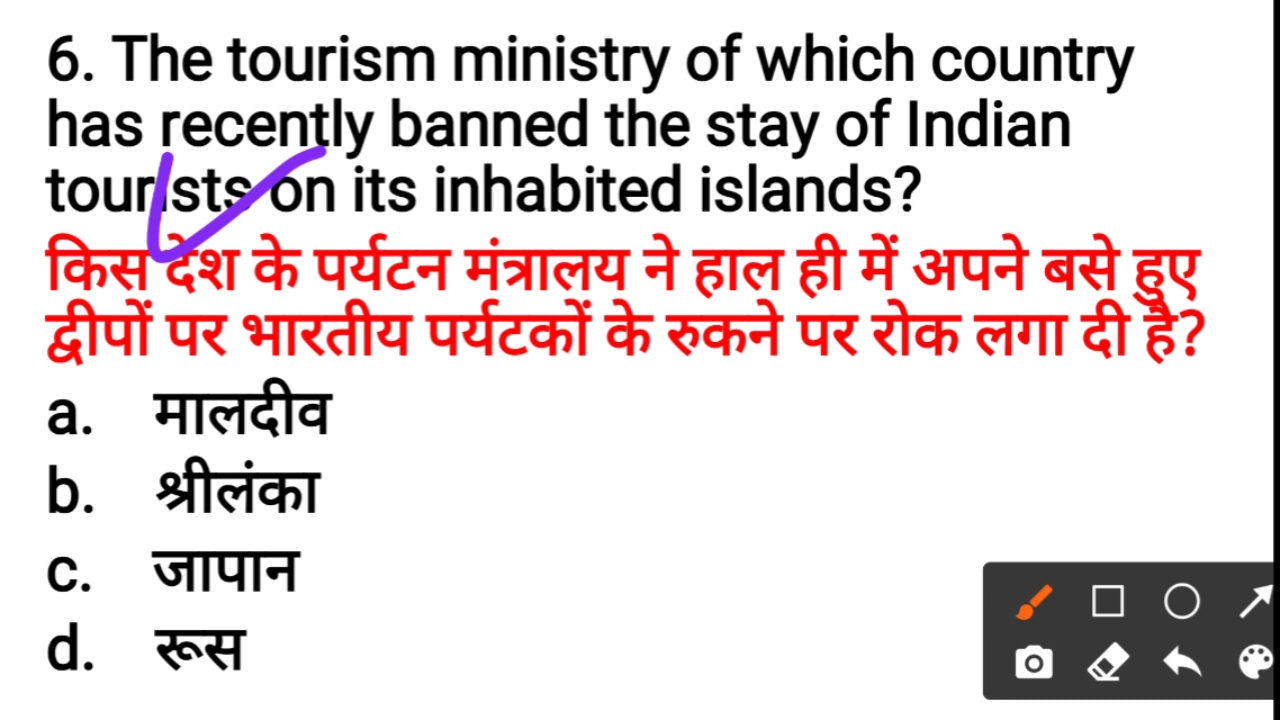 6. The tourism ministry of which country
has recently banned the stay of Indian
tourists on its inhabited islands?
किस देश के पर्यटन मंत्रालय ने हाल ही में अपने बसे हुए
द्वीपों पर भारतीय पर्यटकों के रुकने पर रोक लगा दी है?
a. मालदीव
b. श्रीलंका
c. जापान
d. रूस